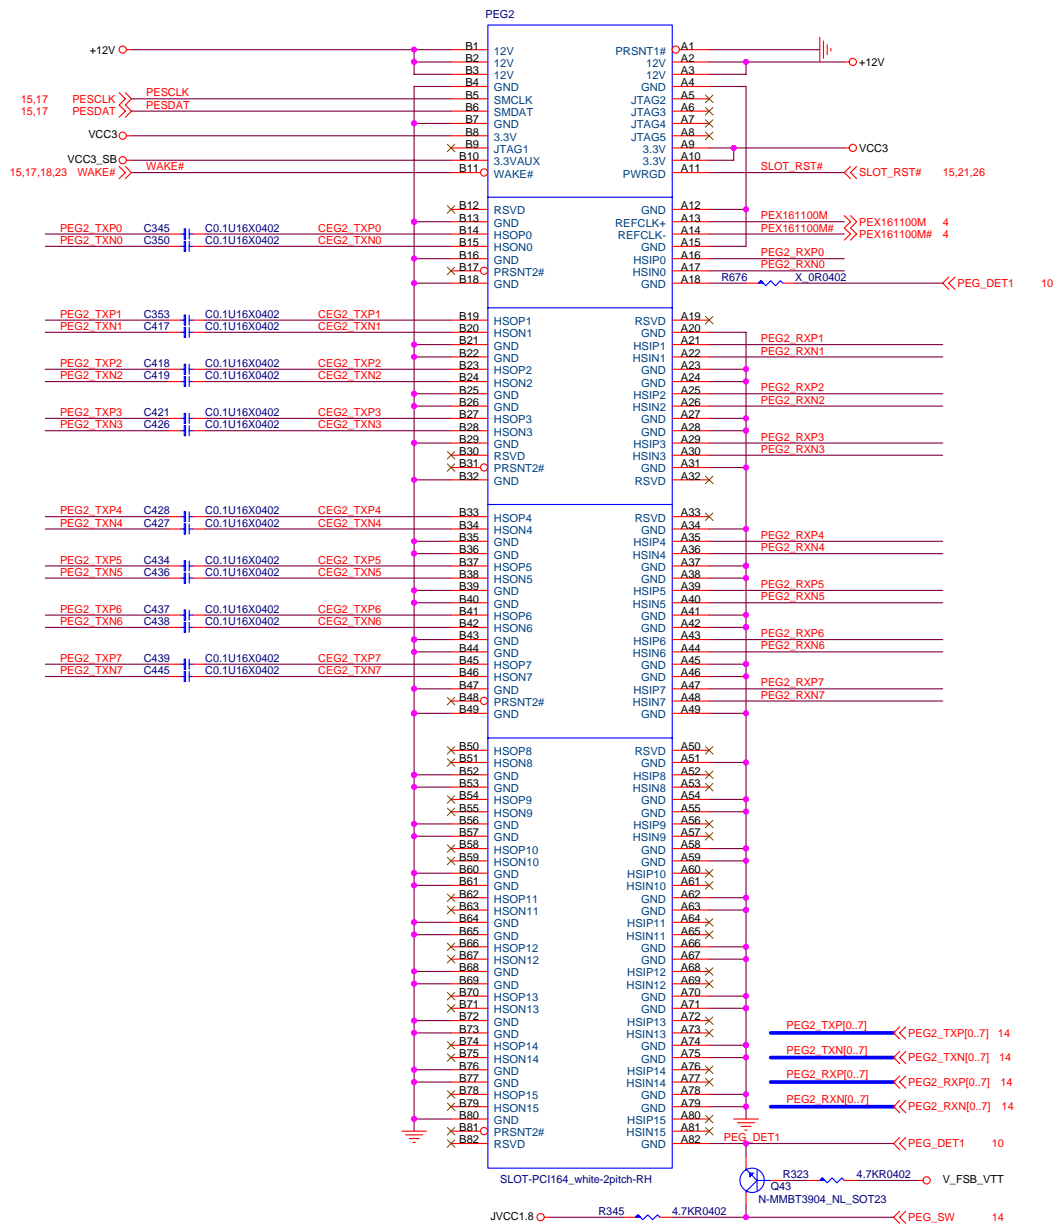 PEG2
+12V B1 12V PRSNT1# A1
B2 12V 12V A2 +12V
B3 12V 12V A3
B4 GND GND A4
15,17 PESCLK PESCLK B5 SMCLK JTAG2 A5
15,17 PESDAT PESDAT B6 SMDAT JTAG3 A6
B7 GND JTAG4 A7
VCC3 B8 3.3V JTAG5 A8
B9 JTAG1 3.3V A9 VCC3
VCC3_SB B10 3.3VAUX 3.3V A10
15,17,18,23 WAKE# WAKE# B11 WAKE# PWRGD A11 SLOT_RST# SLOT_RST# 15,21,26
B12 RSVD GND A12
B13 GND REFCLK+ A13 PEX161100M PEX161100M 4
PEG2_TXP0 C345 C0.1U16X0402 CEG2_TXP0 B14 HSOP0 REFCLK- A14 PEX161100M# PEX161100M# 4
PEG2_TXN0 C350 C0.1U16X0402 CEG2_TXN0 B15 HSON0 GND A15
B16 GND HSIP0 A16 PEG2_RXP0
B17 PRSNT2# HSIN0 A17 PEG2_RXN0
B18 GND GND A18 R676 X_0R0402 PEG_DET1 10
PEG2_TXP1 C353 C0.1U16X0402 CEG2_TXP1 B19 HSOP1 RSVD A19
PEG2_TXN1 C417 C0.1U16X0402 CEG2_TXN1 B20 HSON1 GND A20
B21 GND HSIP1 A21 PEG2_RXP1
B22 GND HSIN1 A22 PEG2_RXN1
PEG2_TXP2 C418 C0.1U16X0402 CEG2_TXP2 B23 HSOP2 GND A23
PEG2_TXN2 C419 C0.1U16X0402 CEG2_TXN2 B24 HSON2 GND A24
B25 GND HSIP2 A25 PEG2_RXP2
B26 GND HSIN2 A26 PEG2_RXN2
PEG2_TXP3 C421 C0.1U16X0402 CEG2_TXP3 B27 HSOP3 GND A27
PEG2_TXN3 C426 C0.1U16X0402 CEG2_TXN3 B28 HSON3 GND A28
B29 GND HSIP3 A29 PEG2_RXP3
B30 RSVD HSIN3 A30 PEG2_RXN3
B31 PRSNT2# GND A31
B32 GND RSVD A32
PEG2_TXP4 C428 C0.1U16X0402 CEG2_TXP4 B33 HSOP4 RSVD A33
PEG2_TXN4 C427 C0.1U16X0402 CEG2_TXN4 B34 HSON4 GND A34
B35 GND HSIP4 A35 PEG2_RXP4
B36 GND HSIN4 A36 PEG2_RXN4
PEG2_TXP5 C434 C0.1U16X0402 CEG2_TXP5 B37 HSOP5 GND A37
PEG2_TXN5 C436 C0.1U16X0402 CEG2_TXN5 B38 HSON5 GND A38
B39 GND HSIP5 A39 PEG2_RXP5
B40 GND HSIN5 A40 PEG2_RXN5
PEG2_TXP6 C437 C0.1U16X0402 CEG2_TXP6 B41 HSOP6 GND A41
PEG2_TXN6 C438 C0.1U16X0402 CEG2_TXN6 B42 HSON6 GND A42
B43 GND HSIP6 A43 PEG2_RXP6
B44 GND HSIN6 A44 PEG2_RXN6
PEG2_TXP7 C439 C0.1U16X0402 CEG2_TXP7 B45 HSOP7 GND A45
PEG2_TXN7 C445 C0.1U16X0402 CEG2_TXN7 B46 HSON7 GND A46
B47 GND HSIP7 A47 PEG2_RXP7
B48 PRSNT2# HSIN7 A48 PEG2_RXN7
B49 GND GND A49
B50 HSOP8 RSVD A50
B51 HSON8 GND A51
B52 GND HSIP8 A52
B53 GND HSIN8 A53
B54 HSOP9 GND A54
B55 HSON9 GND A55
B56 GND HSIP9 A56
B57 GND HSIN9 A57
B58 HSOP10 GND A58
B59 HSON10 GND A59
B60 GND HSIP10 A60
B61 GND HSIN10 A61
B62 HSOP11 GND A62
B63 HSON11 GND A63
B64 GND HSIP11 A64
B65 GND HSIN11 A65
B66 HSOP12 GND A66
B67 HSON12 GND A67
B68 GND HSIP12 A68
B69 GND HSIN12 A69
B70 HSOP13 GND A70
B71 HSON13 GND A71
B72 GND HSIP13 A72
B73 GND HSIN13 A73 PEG2_TXP[0..7] PEG2_TXP[0..7] 14
B74 HSOP14 GND A74
B75 HSON14 GND A75 PEG2_TXN[0..7] PEG2_TXN[0..7] 14
B76 GND HSIP14 A76
B77 GND HSIN14 A77 PEG2_RXP[0..7] PEG2_RXP[0..7] 14
B78 HSOP15 GND A78
B79 HSON15 GND A79 PEG2_RXN[0..7] PEG2_RXN[0..7] 14
B80 GND HSIP15 A80
B81 PRSNT2# HSIN15 A81
B82 RSVD GND A82 PEG_DET1 PEG_DET1 10
SLOT-PCI164_white-2pitch-RH
R323 4.7KR0402 V_FSB_VTT
Q43
N-MMBT3904_NL_SOT23
JVCC1.8 R345 4.7KR0402 PEG_SW 14